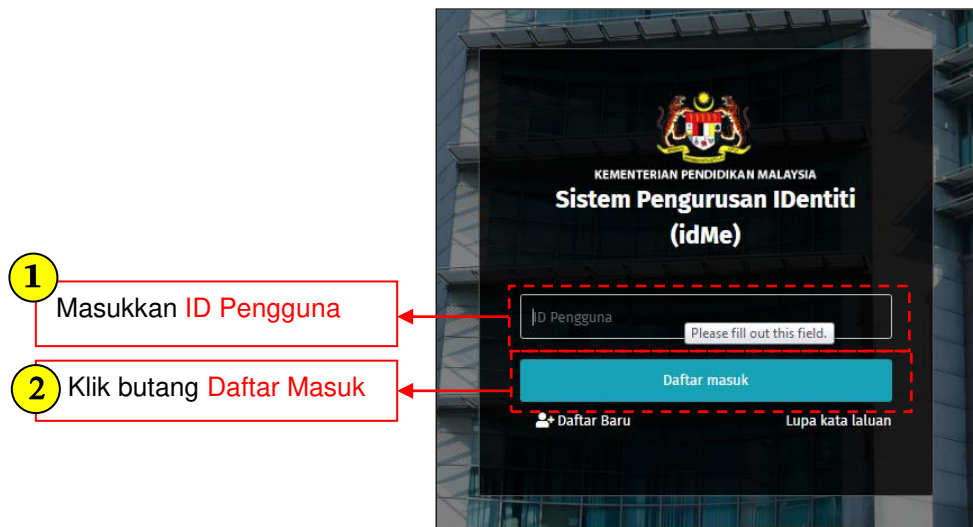 KEMENTERIAN PENDIDIKAN MALAYSIA
Sistem Pengurusan IDentiti
(idMe)
1
Masukkan ID Pengguna
ID Pengguna
Please fill out this field.
2
Klik butang Daftar Masuk
Daftar masuk
Daftar Baru
Lupa kata laluan